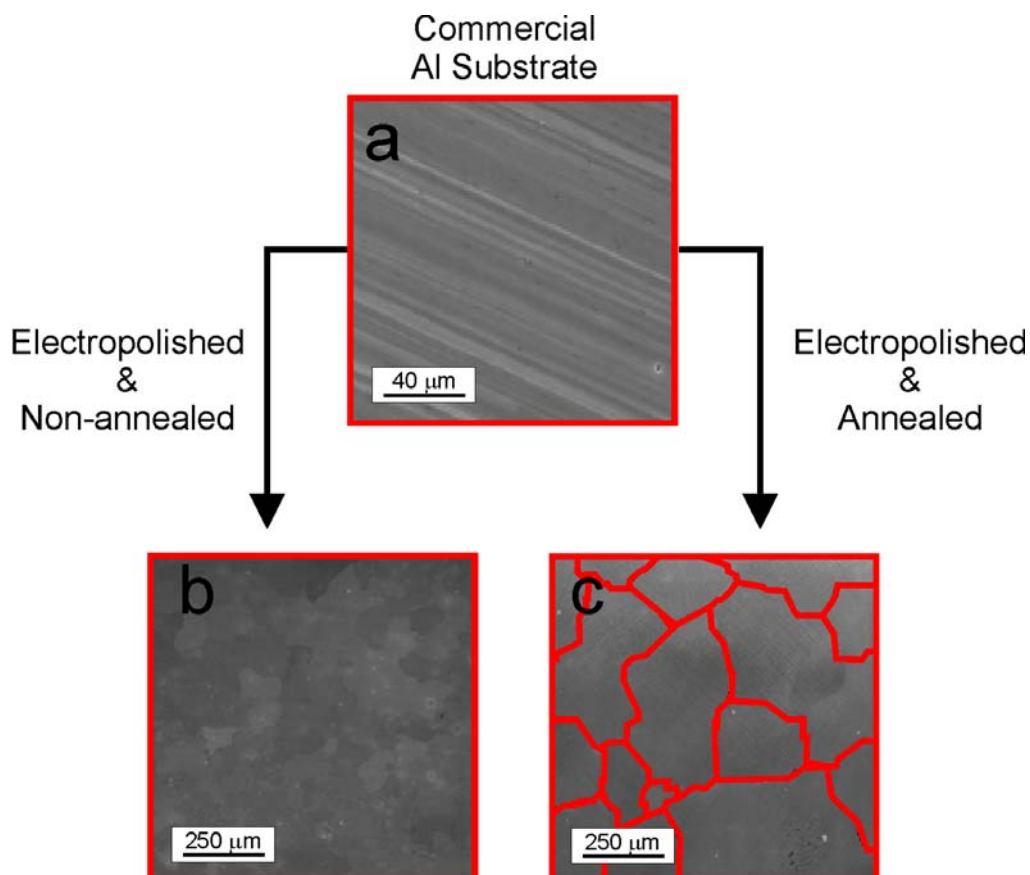 Commercial
Al Substrate
a
40 μm
Electropolished
&
Non-annealed
Electropolished
&
Annealed
b
250 μm
c
250 μm